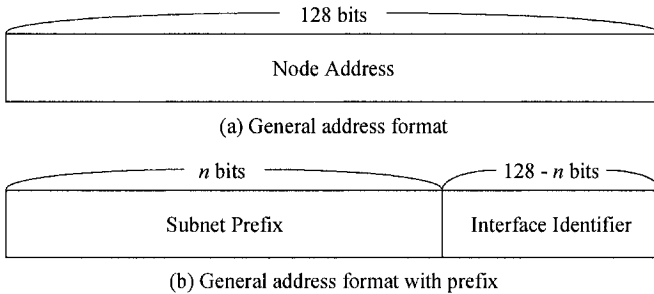 128 bits
Node Address
(a) General address format
n bits
128 - n bits
Subnet Prefix
Interface Identifier
(b) General address format with prefix